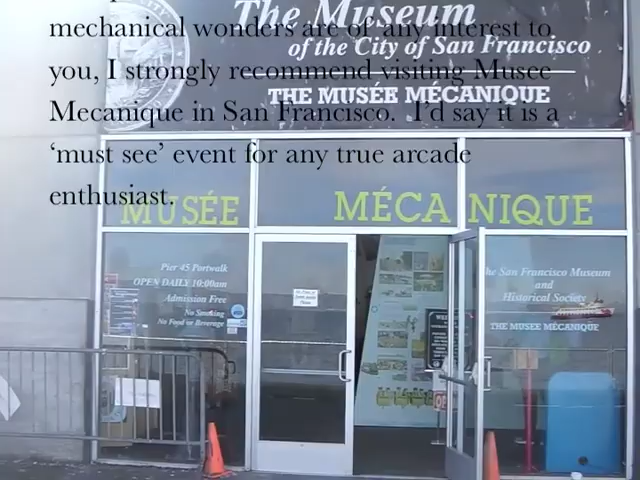 The Museum
of the City of San Francisco
THE MUSÉE MÉCANIQUE
mechanical wonders are of any interest to
you, I strongly recommend visiting Musee
Mecanique in San Francisco. I'd say it is a
'must see' event for any true arcade
enthusiast.
MUSÉE MÉCANIQUE
Pier 45 Portwalk
OPEN DAILY 10:00am
Admission Free
No Smoking
No Food or Beverage
The San Francisco Museum
and
Historical Society
THE MUSEE MÉCANIQUE